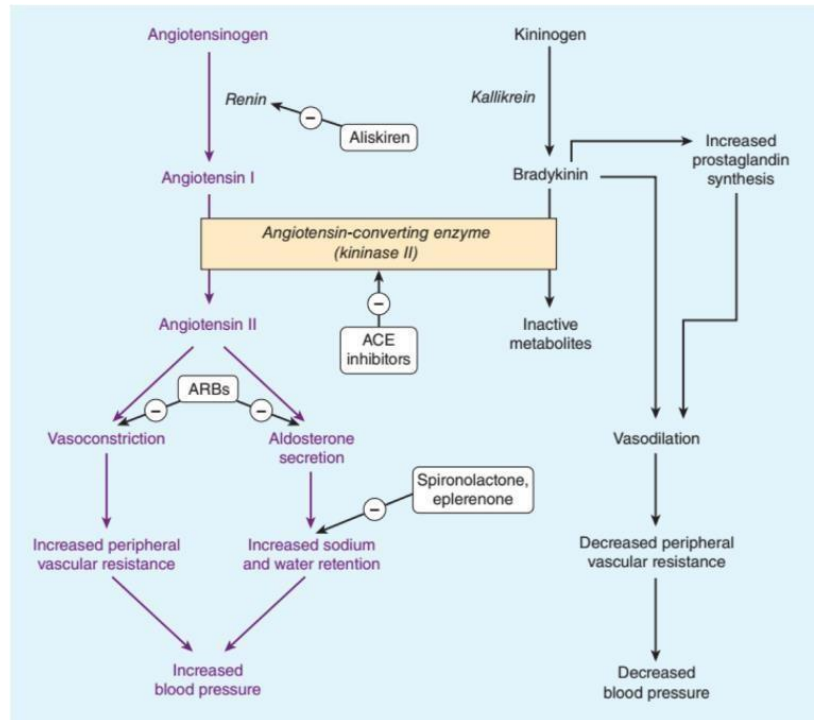 Angiotensinogen
Kininogen
Renin
−
Aliskiren
Kallikrein
Increased
prostaglandin
synthesis
Angiotensin I
Bradykinin
Angiotensin-converting enzyme
(kininase II)
−
ACE
inhibitors
Angiotensin II
Inactive
metabolites
ARBs
−
−
Vasoconstriction
Aldosterone
secretion
Vasodilation
Spironolactone,
eplerenone
−
Increased peripheral
vascular resistance
Increased sodium
and water retention
Decreased peripheral
vascular resistance
Increased
blood pressure
Decreased
blood pressure